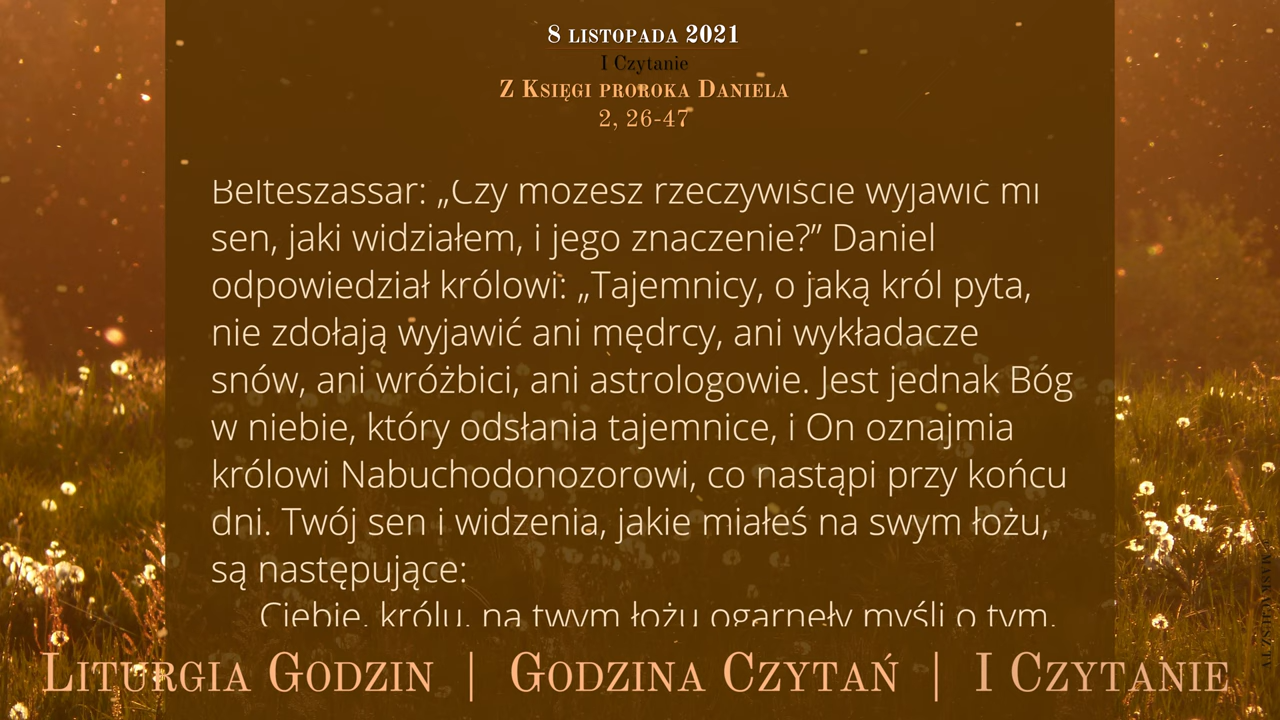 8 listopada 2021
I Czytanie
Z Księgi proroka Daniela
2, 26-47
Belteszassar: „Czy możesz rzeczywiście wyjawić mi
sen, jaki widziałem, i jego znaczenie?” Daniel
odpowiedział królowi: „Tajemnicy, o jaką król pyta,
nie zdołają wyjawić ani mędrcy, ani wykładacze
snów, ani wróżbici, ani astrologowie. Jest jednak Bóg
w niebie, który odsłania tajemnice, i On oznajmia
królowi Nabuchodonozorowi, co nastąpi przy końcu
dni. Twój sen i widzenia, jakie miałeś na swym łożu,
są następujące:
Ciebie, królu, na twym łożu ogarnęły myśli o tym,
Liturgia Godzin | Godzina Czytań | I Czytanie